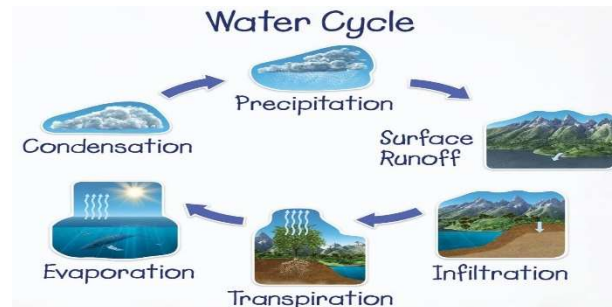 Water Cycle
Precipitation
Condensation
Surface
Runoff
Evaporation
Transpiration
Infiltration